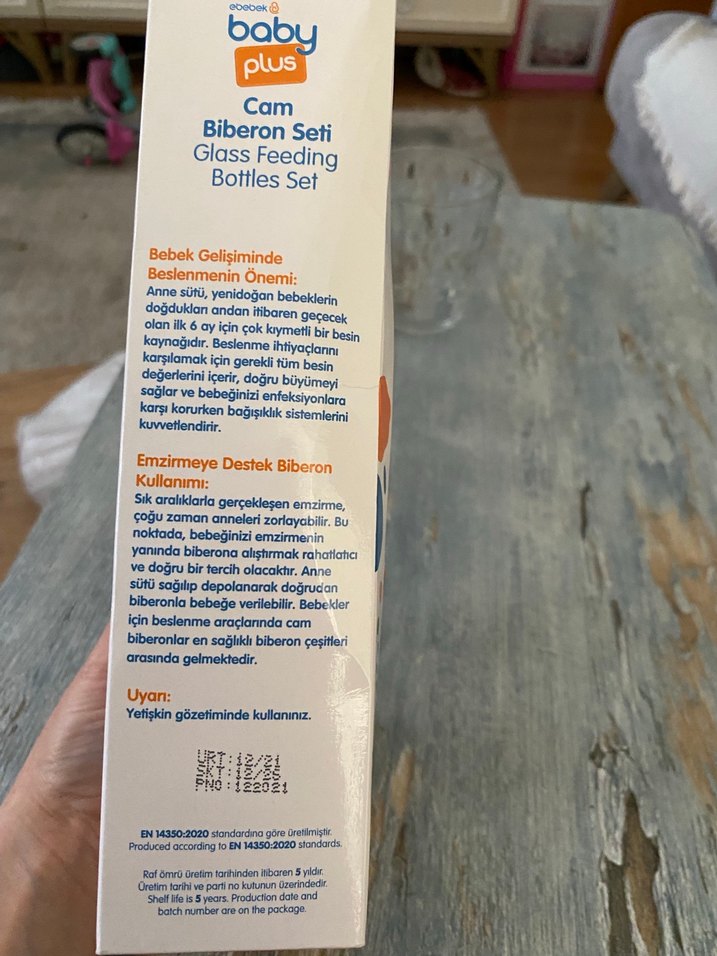 ebebek
baby
plus
Cam
Biberon Seti
Glass Feeding
Bottles Set
Bebek Gelişiminde
Beslenmenin Önemi:
Anne sütü, yenidoğan bebeklerin
doğdukları andan itibaren geçecek
olan ilk 6 ay için çok kıymetli bir besin
kaynağıdır. Beslenme ihtiyaçlarını
karşılamak için gerekli tüm besin
değerlerini içerir, doğru büyümeyi
sağlar ve bebeğinizi enfeksiyonlara
karşı korurken bağışıklık sistemlerini
kuvvetlendirir.
Emzirmeye Destek Biberon
Kullanımı:
Sık aralıklarla gerçekleşen emzirme,
çoğu zaman anneleri zorlayabilir. Bu
noktada, bebeğinizi emzirmenin
yanında biberona alıştırmak rahatlatıcı
ve doğru bir tercih olacaktır. Anne
sütü sağılıp depolanarak doğrudan
biberonla bebeğe verilebilir. Bebekler
için beslenme araçlarında cam
biberonlar en sağlıklı biberon çeşitleri
arasında gelmektedir.
Uyarı:
Yetişkin gözetiminde kullanınız.
URT:12/21
SKT:12/26
PNO:122021
EN 14350:2020 standardına göre üretilmiştir.
Produced according to EN 14350:2020 standards.
Raf ömrü üretim tarihinden itibaren 5 yıldır.
Üretim tarihi ve parti no kutunun üzerindedir.
Shelf life is 5 years. Production date and
batch number are on the package.